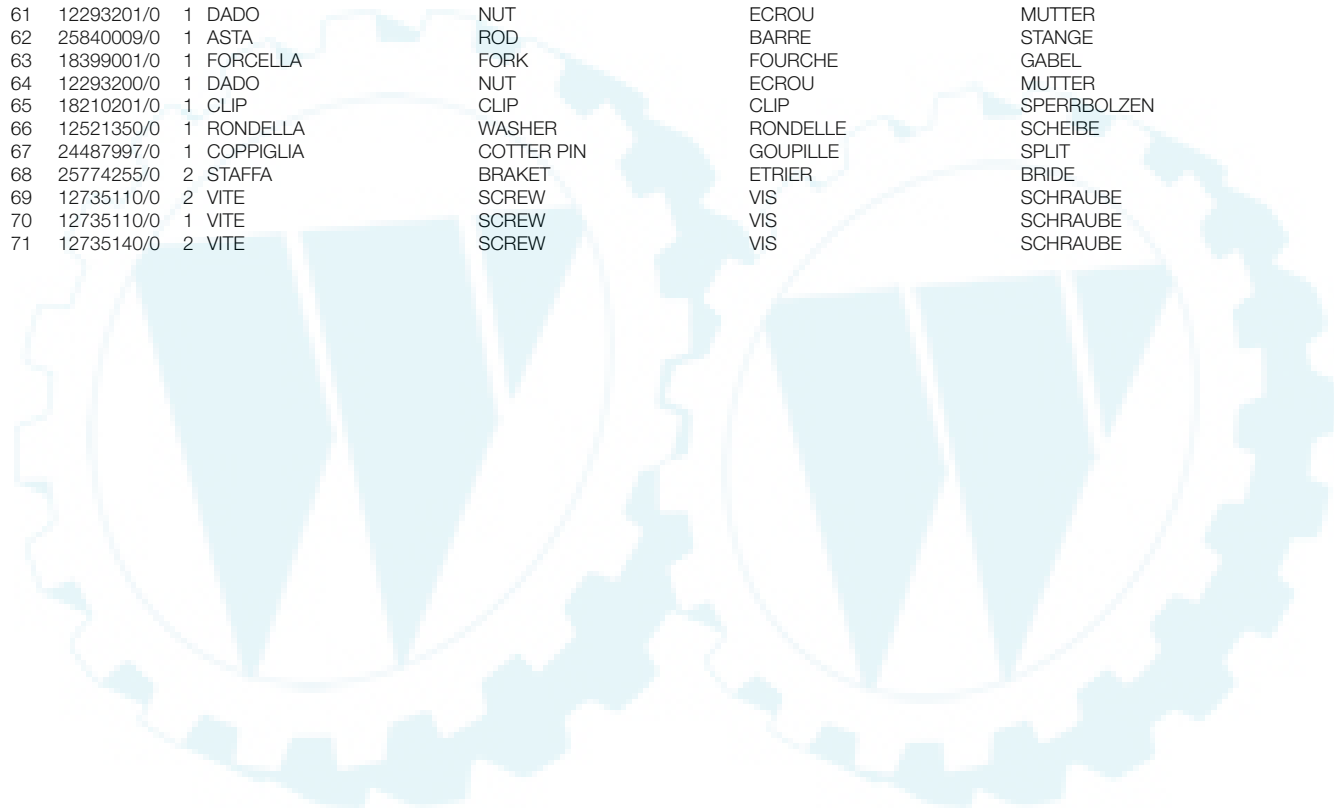 61 12293201/0 1 DADO NUT ECROU MUTTER
62 25840009/0 1 ASTA ROD BARRE STANGE
63 18399001/0 1 FORCELLA FORK FOURCHE GABEL
64 12293200/0 1 DADO NUT ECROU MUTTER
65 18210201/0 1 CLIP CLIP CLIP SPERRBOLZEN
66 12521350/0 1 RONDELLA WASHER RONDELLE SCHEIBE
67 24487997/0 1 COPPIGLIA COTTER PIN GOUPILLE SPLIT
68 25774255/0 2 STAFFA BRAKET ETRIER BRIDE
69 12735110/0 2 VITE SCREW VIS SCHRAUBE
70 12735110/0 1 VITE SCREW VIS SCHRAUBE
71 12735140/0 2 VITE SCREW VIS SCHRAUBE